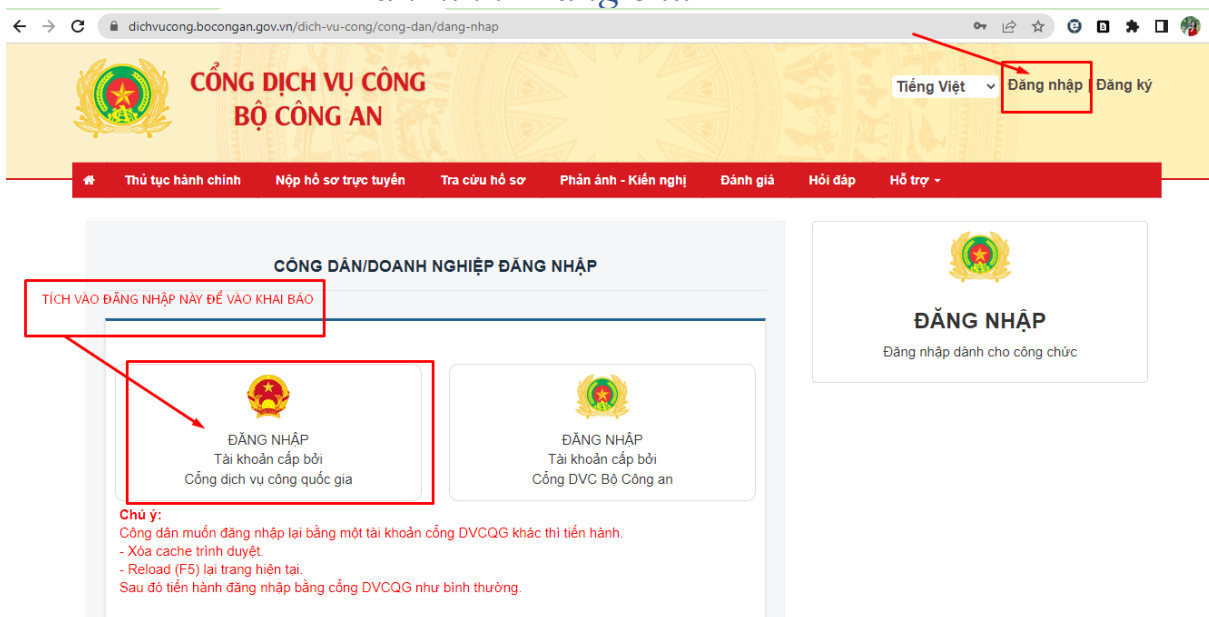 dichvucong.bocongan.gov.vn/dich-vu-cong/cong-dan/dang-nhap
CỔNG DỊCH VỤ CÔNG
BỘ CÔNG AN
Tiếng Việt
Đăng nhập | Đăng ký
Thủ tục hành chính Nộp hồ sơ trực tuyến Tra cứu hồ sơ Phản ánh - Kiến nghị Đánh giá Hỏi đáp Hỗ trợ
CÔNG DÂN/DOANH NGHIỆP ĐĂNG NHẬP
TÍCH VÀO ĐĂNG NHẬP NÀY ĐỂ VÀO KHAI BÁO
ĐĂNG NHẬP
Tài khoản cấp bởi
Cổng dịch vụ công quốc gia
ĐĂNG NHẬP
Tài khoản cấp bởi
Cổng DVC Bộ Công an
Chú ý:
Công dân muốn đăng nhập lại bằng một tài khoản cổng DVCQG khác thì tiến hành.
- Xóa cache trình duyệt.
- Reload (F5) lại trang hiện tại.
Sau đó tiến hành đăng nhập bằng cổng DVCQG như bình thường.
ĐĂNG NHẬP
Đăng nhập dành cho công chức